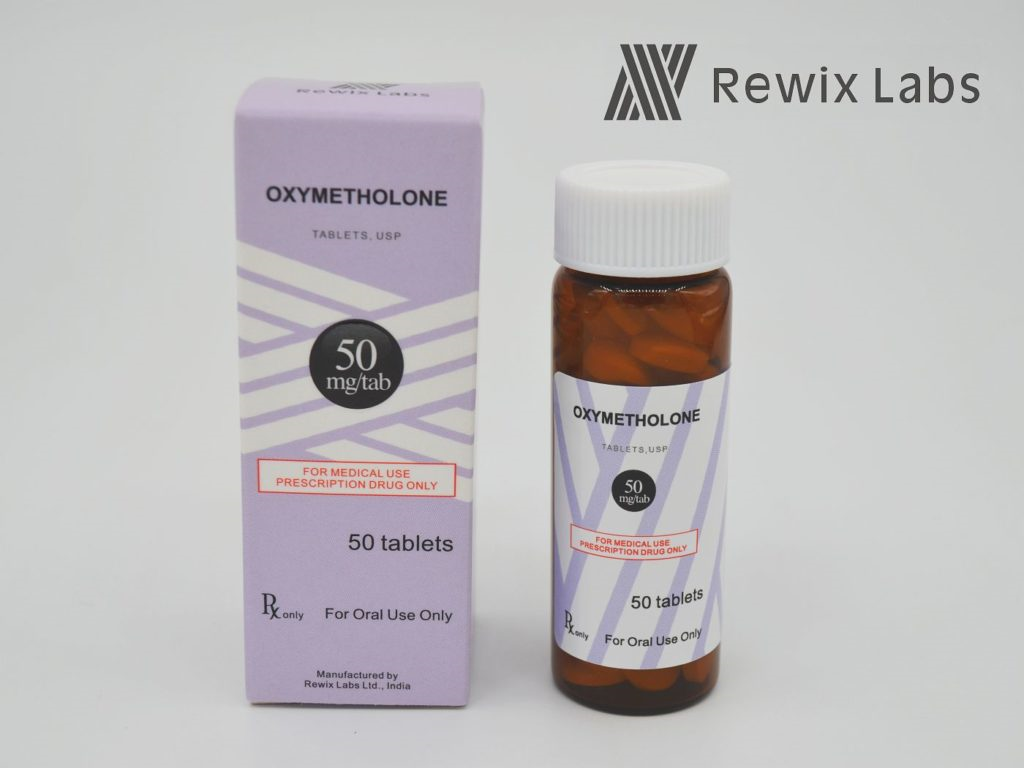 Rewix Labs
Rewix Labs
OXYMETHOLONE
TABLETS, USP
50
mg/tab
FOR MEDICAL USE
PRESCRIPTION DRUG ONLY
50 tablets
Rx only
For Oral Use Only
Manufactured by
Rewix Labs Ltd., India
OXYMETHOLONE
TABLETS,USP
50
mg/tab
FOR MEDICAL USE
PRESCRIPTION DRUG ONLY
50 tablets
Rx only
For Oral Use Only